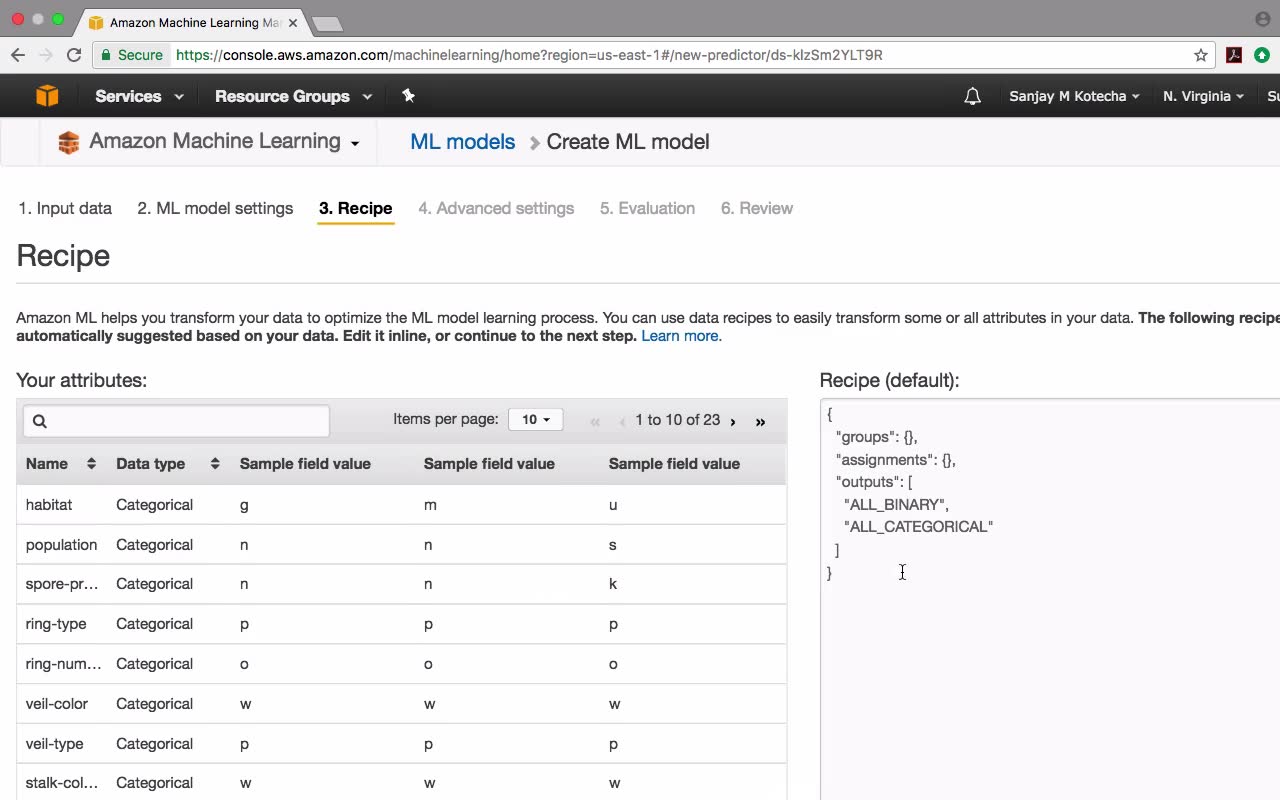 Amazon Machine Learning Ma
Secure https://console.aws.amazon.com/machinelearning/home?region=us-east-1#/new-predictor/ds-kIzSm2YLT9R
Services Resource Groups Sanjay M Kotecha N. Virginia Su
Amazon Machine Learning ML models Create ML model
1. Input data 2. ML model settings 3. Recipe 4. Advanced settings 5. Evaluation 6. Review
Recipe
Amazon ML helps you transform your data to optimize the ML model learning process. You can use data recipes to easily transform some or all attributes in your data. The following recipe
automatically suggested based on your data. Edit it inline, or continue to the next step. Learn more.
Your attributes:
Items per page: 10 « ‹ 1 to 10 of 23 › »
Name Data type Sample field value Sample field value Sample field value
habitat Categorical g m u
population Categorical n n s
spore-pr... Categorical n n k
ring-type Categorical p p p
ring-num... Categorical o o o
veil-color Categorical w w w
veil-type Categorical p p p
stalk-col... Categorical w w w
Recipe (default):
{
"groups": {},
"assignments": {},
"outputs": [
"ALL_BINARY",
"ALL_CATEGORICAL"
]
}